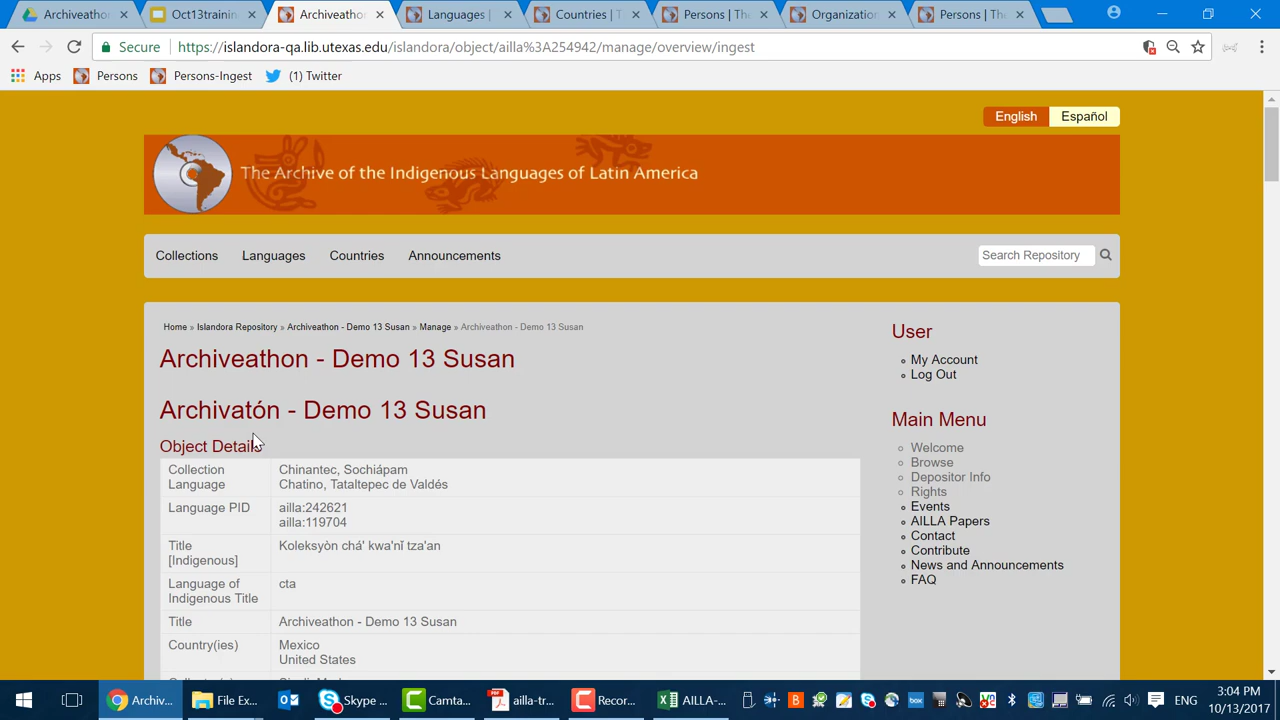 Archiveathon
Oct13trainin
Archiveathon
Languages |
Countries | T
Persons | The
Organization
Persons | The
Secure
https://islandora-qa.lib.utexas.edu/islandora/object/ailla%3A254942/manage/overview/ingest
Apps
Persons
Persons-Ingest
(1) Twitter
English
Español
The Archive of the Indigenous Languages of Latin America
Collections
Languages
Countries
Announcements
Search Repository
Home » Islandora Repository » Archiveathon - Demo 13 Susan » Manage » Archiveathon - Demo 13 Susan
Archiveathon - Demo 13 Susan
Archivatón - Demo 13 Susan
Object Details
Collection Language
Chinantec, Sochiápam
Chatino, Tataltepec de Valdés
Language PID
ailla:242621
ailla:119704
Title [Indigenous]
Koleksyòn chá' kwa'nĭ tza'an
Language of Indigenous Title
cta
Title
Archiveathon - Demo 13 Susan
Country(ies)
Mexico
United States
User
My Account
Log Out
Main Menu
Welcome
Browse
Depositor Info
Rights
Events
AILLA Papers
Contact
Contribute
News and Announcements
FAQ
Archiv...
File Ex...
Skype ...
Camta...
ailla-tr...
Recor...
AILLA-...
ENG
3:04 PM
10/13/2017